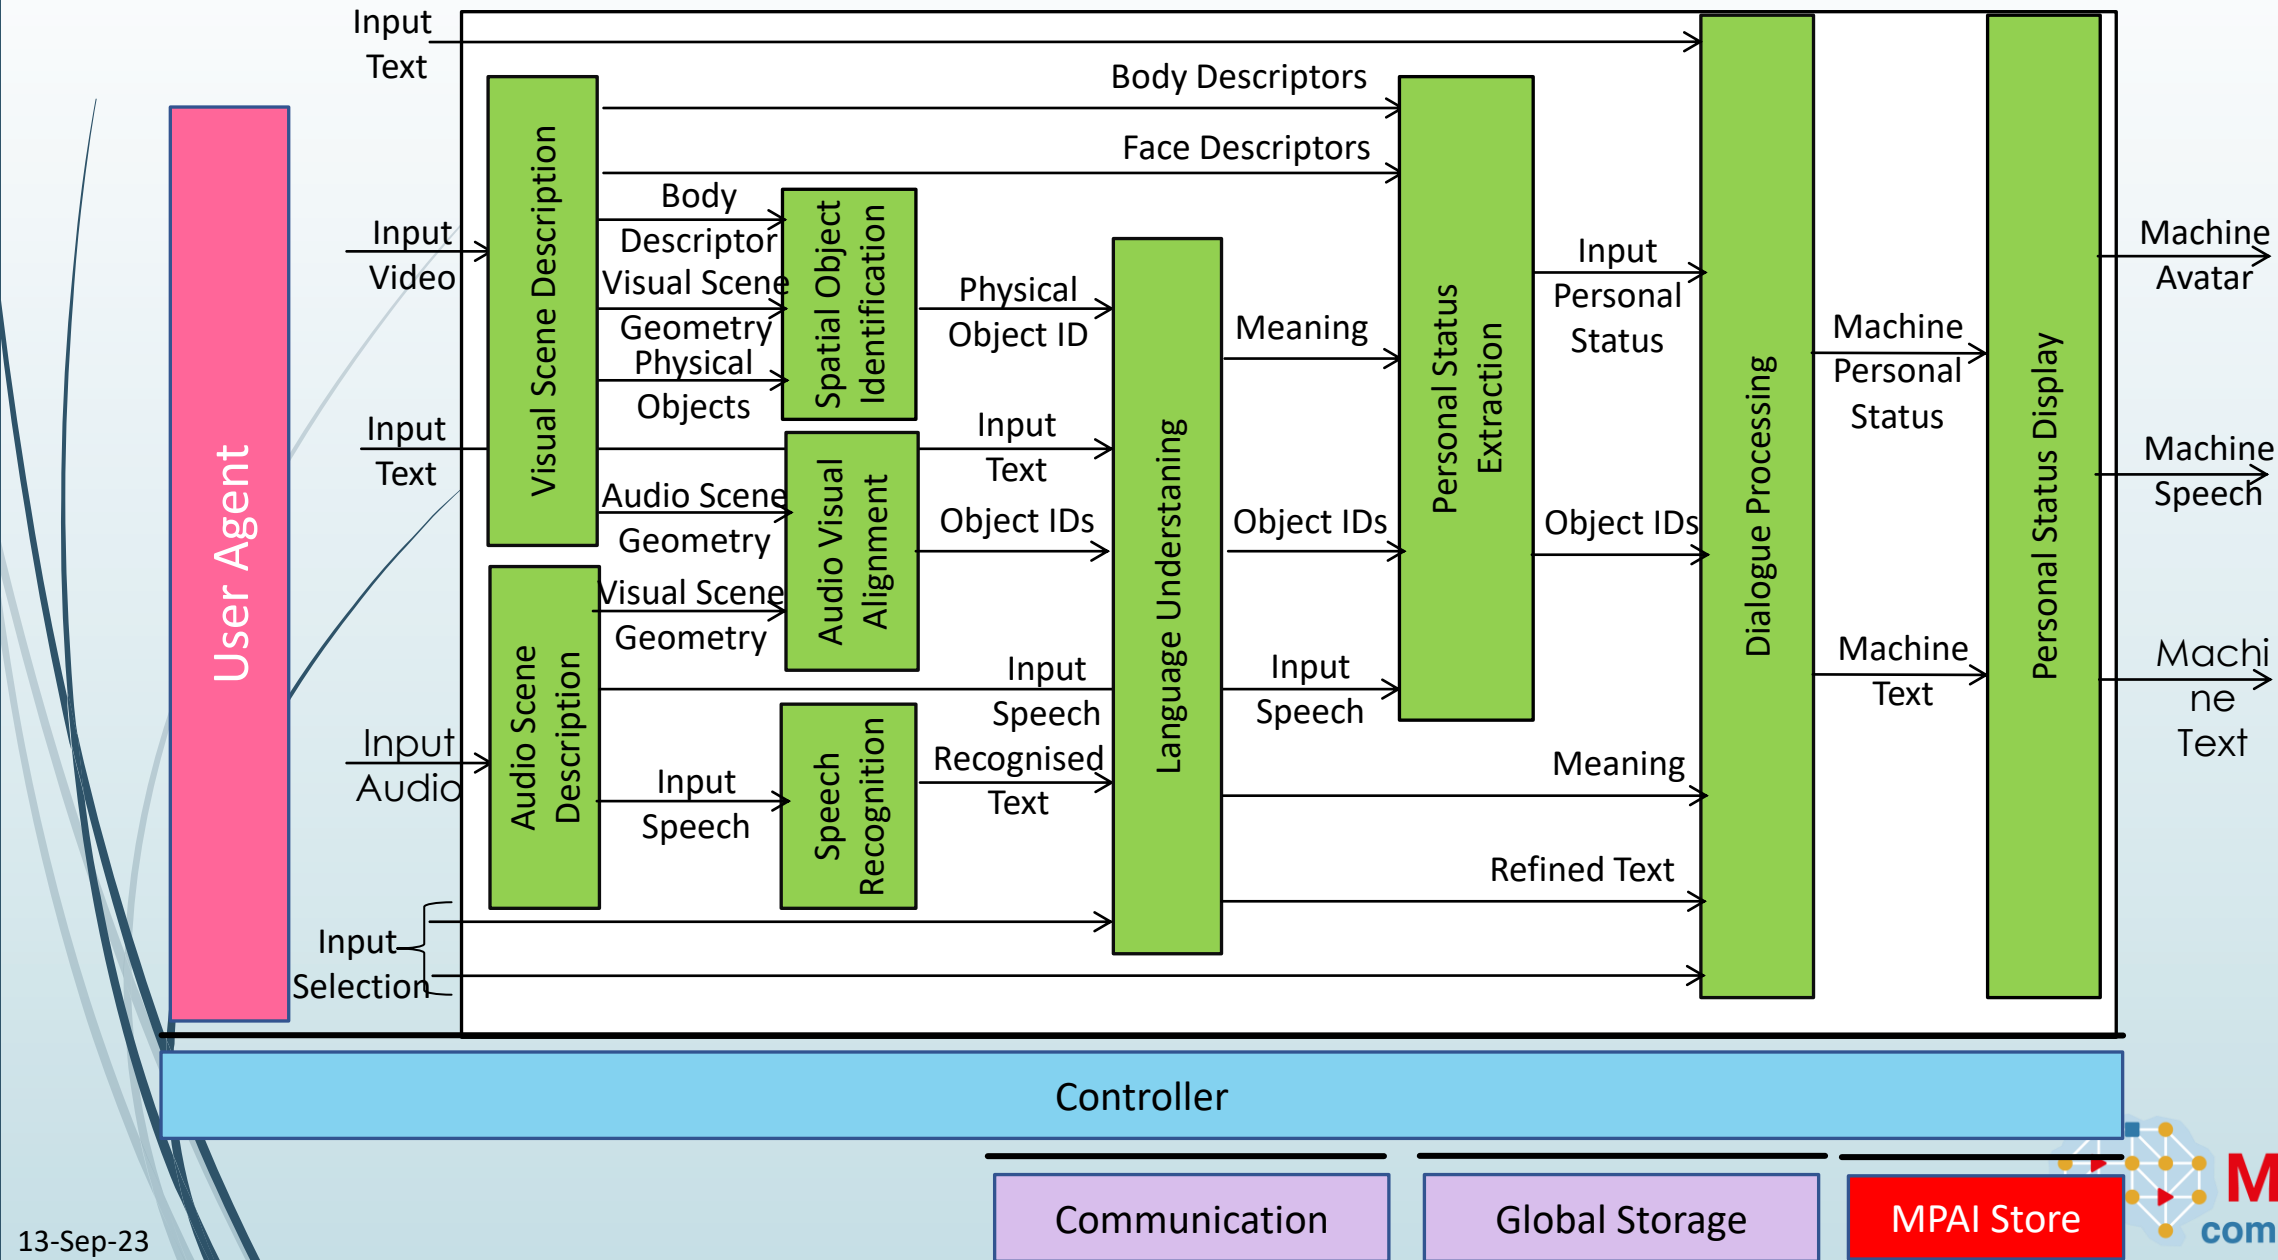 Input
Text
Body Descriptors
Face Descriptors
User Agent
Input
Video
Input
Text
Input
Audio
Input
Selection
Visual Scene Description
Audio Scene
Description
Body
Descriptor
Visual Scene
Geometry
Physical
Objects
Audio Scene
Geometry
Visual Scene
Geometry
Input
Speech
Spatial Object
Identification
Audio Visual
Alignment
Speech
Recognition
Physical
Object ID
Input
Text
Object IDs
Input
Speech
Recognised
Text
Language Understaning
Meaning
Object IDs
Input
Speech
Personal Status
Extraction
Input
Personal
Status
Object IDs
Meaning
Refined Text
Dialogue Processing
Machine
Personal
Status
Machine
Text
Personal Status Display
Machine
Avatar
Machine
Speech
Machi
ne
Text
Controller
Communication
Global Storage
MPAI Store
M
com
13-Sep-23